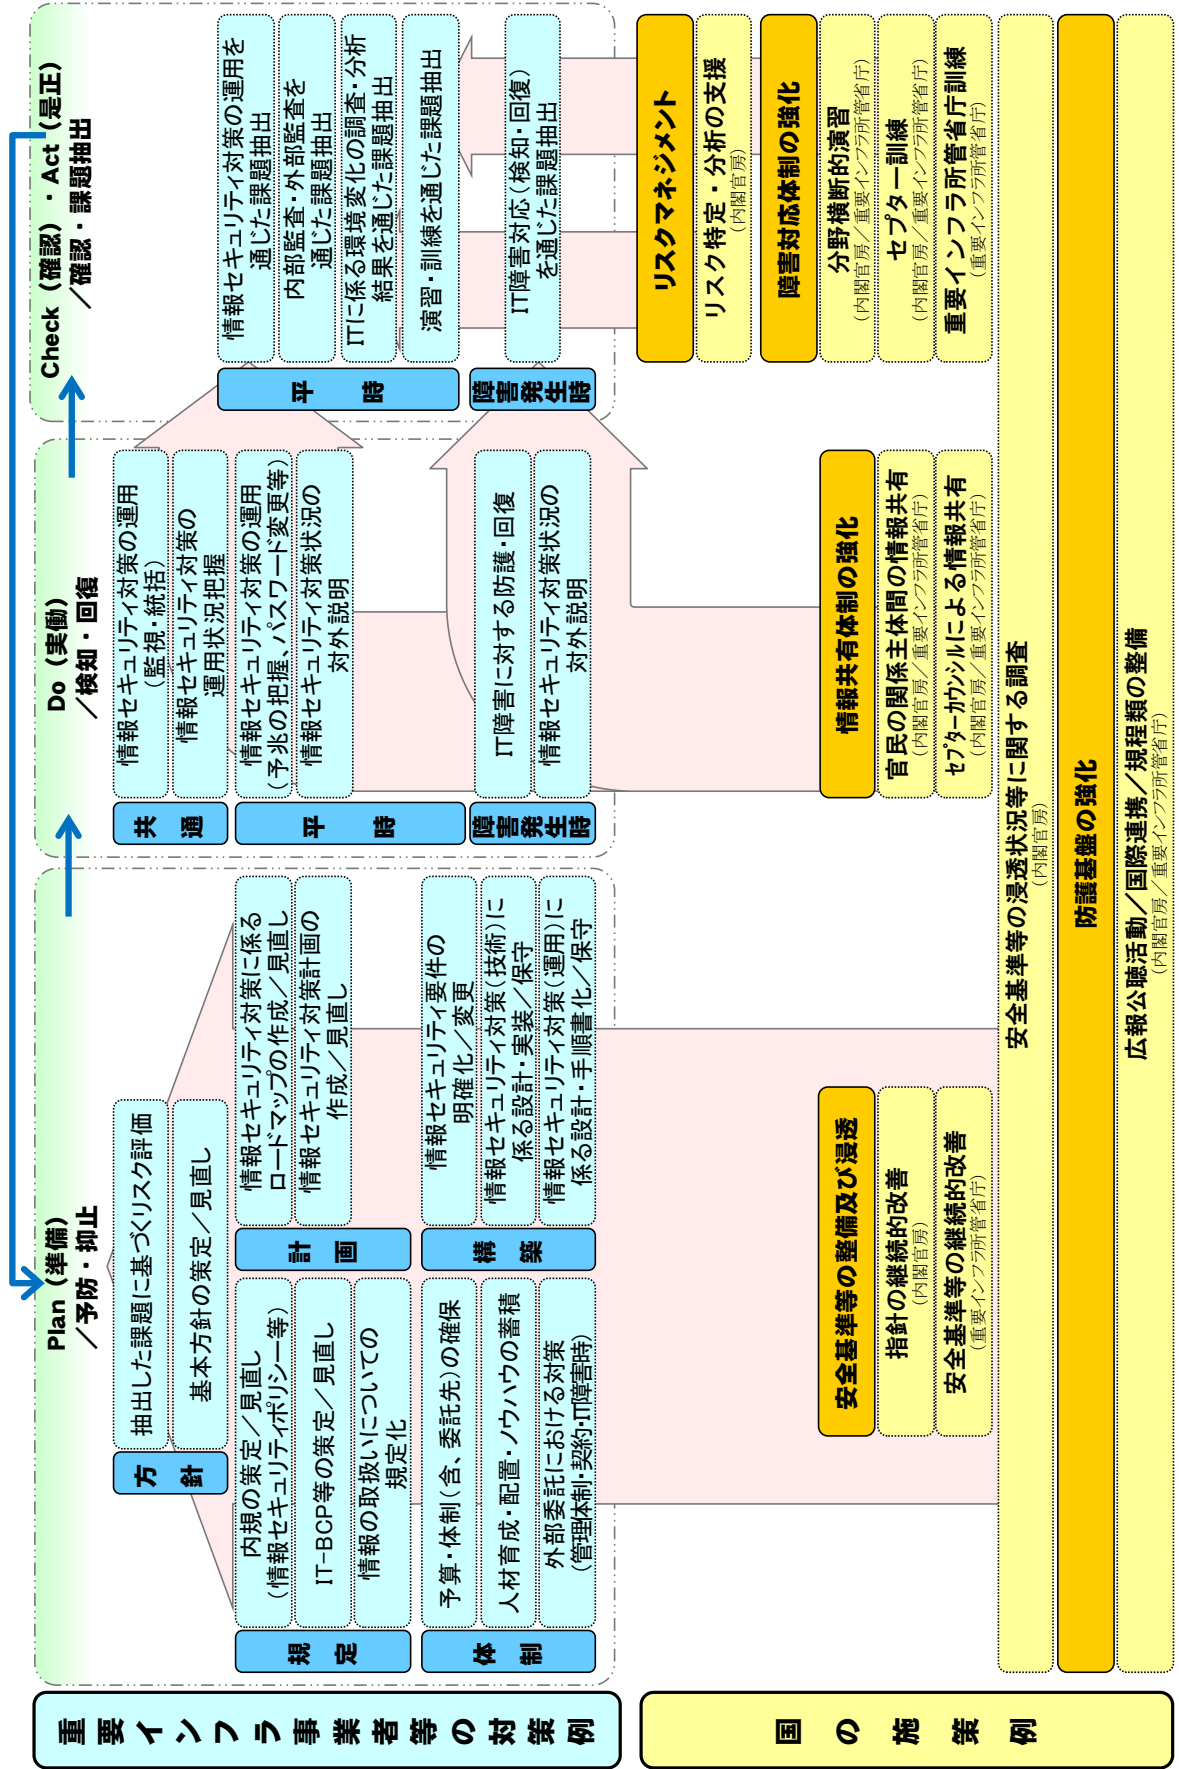 重要インフラ事業者等の対策例
Plan（準備）
／予防・抑止
方針
抽出した課題に基づくリスク評価
基本方針の策定／見直し
規定
内規の策定／見直し
（情報セキュリティポリシー等）
IT-BCP等の策定／見直し
情報の取扱いについての
規定化
計画
情報セキュリティ対策に係る
ロードマップの作成／見直し
情報セキュリティ対策計画の
作成／見直し
体制
予算・体制（含、委託先）の確保
人材育成・配置・ノウハウの蓄積
外部委託における対策
（管理体制・契約・IT障害時）
構築
情報セキュリティ要件の
明確化／変更
情報セキュリティ対策（技術）に
係る設計・実装／保守
情報セキュリティ対策（運用）に
係る設計・手順書化／保守
Do（実働）
／検知・回復
共通
情報セキュリティ対策の運用
（監視・統括）
情報セキュリティ対策の
運用状況把握
平時
情報セキュリティ対策の運用
（予兆の把握、パスワード変更等）
情報セキュリティ対策状況の
対外説明
障害発生時
IT障害に対する防護・回復
情報セキュリティ対策状況の
対外説明
Check（確認）・Act（是正）
／確認・課題抽出
平時
情報セキュリティ対策の運用を
通じた課題抽出
内部監査・外部監査を
通じた課題抽出
ITに係る環境変化の調査・分析
結果を通じた課題抽出
演習・訓練を通じた課題抽出
障害発生時
IT障害対応（検知・回復）
を通じた課題抽出
国の施策例
安全基準等の整備及び浸透
指針の継続的改善
（内閣官房）
安全基準等の継続的改善
（重要インフラ所管省庁）
情報共有体制の強化
官民の関係主体間の情報共有
（内閣官房／重要インフラ所管省庁）
セプターカウンシルによる情報共有
（内閣官房／重要インフラ所管省庁）
リスクマネジメント
リスク特定・分析の支援
（内閣官房）
障害対応体制の強化
分野横断的演習
（内閣官房／重要インフラ所管省庁）
セプター訓練
（内閣官房／重要インフラ所管省庁）
重要インフラ所管省庁訓練
（重要インフラ所管省庁）
安全基準等の浸透状況等に関する調査
（内閣官房）
防護基盤の強化
広報公聴活動／国際連携／規程類の整備
（内閣官房／重要インフラ所管省庁）